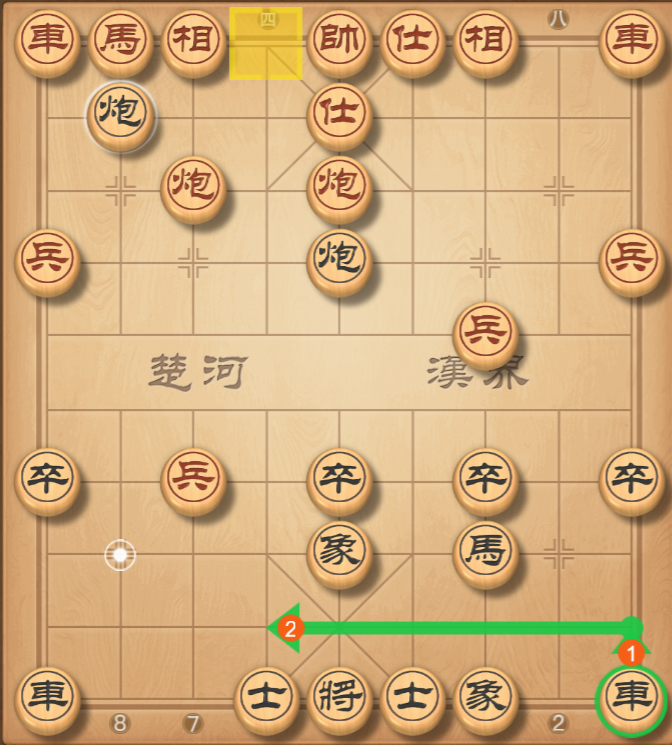 四 八
車 馬 相 帥 仕 相 車
炮 仕
炮 炮
兵 炮 兵
兵
楚河 漢界
卒 兵 卒 卒 卒
象 馬
2
1
車 士 將 士 象 車
8 7 2